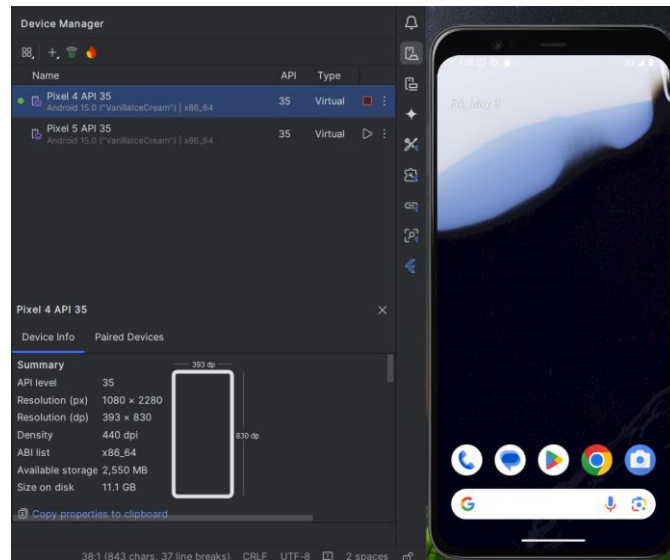 Device Manager
Name API Type
Pixel 4 API 35
Android 15.0 ("VanillaIceCream") | x86_64
35 Virtual
Pixel 5 API 35
Android 15.0 ("VanillaIceCream") | x86_64
35 Virtual
Pixel 4 API 35
Device Info Paired Devices
Summary
API level 35
Resolution (px) 1080 × 2280
Resolution (dp) 393 × 830
Density 440 dpi
ABI list x86_64
Available storage 2,550 MB
Size on disk 11.1 GB
393 dp
830 dp
Copy properties to clipboard
38:1 (843 chars, 37 line breaks) CRLF UTF-8 2 spaces
3G
Fri, May 9
G